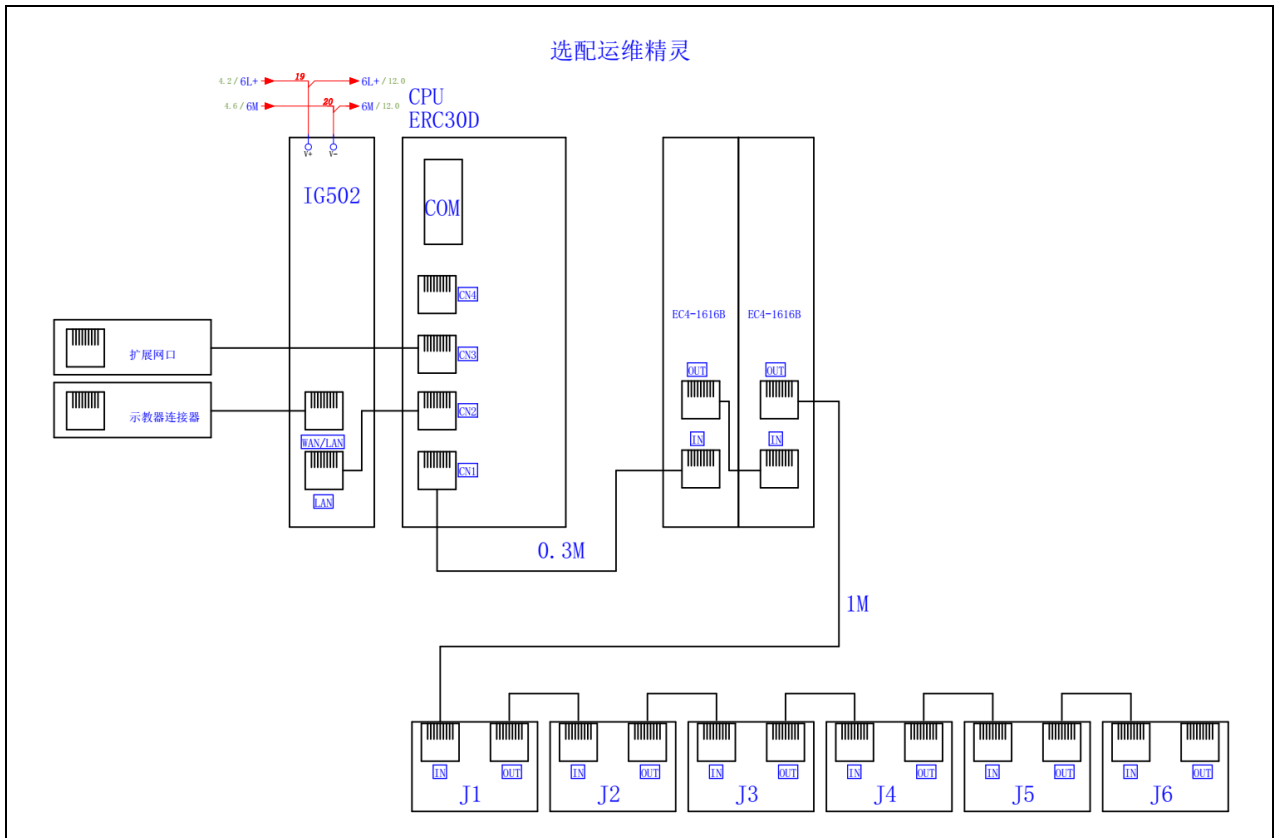 选配运维精灵
4.2/6L+ 19 6L+/12.0
4.6/6M 20 6M/12.0
CPU
ERC30D
V+ V-
IG502
COM
CN4
EC4-1616B EC4-1616B
扩展网口
CN3
OUT OUT
示教器连接器
CN2
WAN/LAN
IN IN
CN1
LAN
0.3M
1M
IN OUT IN OUT IN OUT IN OUT IN OUT IN OUT
J1 J2 J3 J4 J5 J6